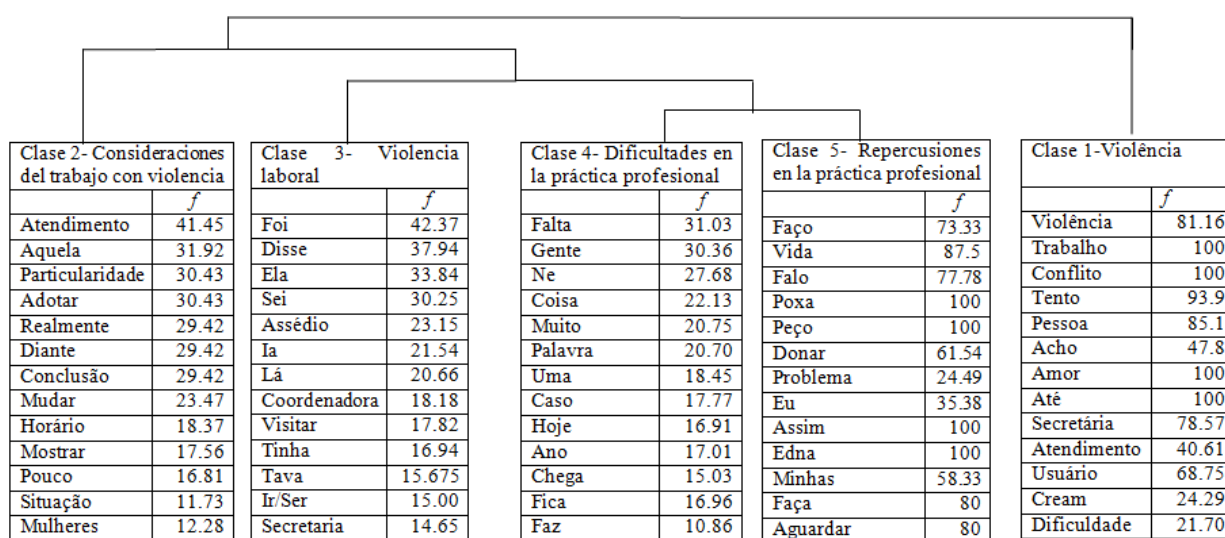 Clase 2- Consideraciones
del trabajo con violencia
f
Atendimento 41.45
Aquela 31.92
Particularidade 30.43
Adotar 30.43
Realmente 29.42
Diante 29.42
Conclusão 29.42
Mudar 23.47
Horário 18.37
Mostrar 17.56
Pouco 16.81
Situação 11.73
Mulheres 12.28
Clase 3- Violencia
laboral
f
Foi 42.37
Disse 37.94
Ela 33.84
Sei 30.25
Assédio 23.15
Ia 21.54
Lá 20.66
Coordenadora 18.18
Visitar 17.82
Tinha 16.94
Tava 15.675
Ir/Ser 15.00
Secretaria 14.65
Clase 4- Dificultades en
la práctica profesional
f
Falta 31.03
Gente 30.36
Ne 27.68
Coisa 22.13
Muito 20.75
Palavra 20.70
Uma 18.45
Caso 17.77
Hoje 16.91
Ano 17.01
Chega 15.03
Fica 16.96
Faz 10.86
Clase 5- Repercusiones
en la práctica profesional
f
Faço 73.33
Vida 87.5
Falo 77.78
Poxa 100
Peço 100
Donar 61.54
Problema 24.49
Eu 35.38
Assim 100
Edna 100
Minhas 58.33
Faça 80
Aguardar 80
Clase 1-Violência
f
Violência 81.16
Trabalho 100
Conflito 100
Tento 93.9
Pessoa 85.1
Acho 47.8
Amor 100
Até 100
Secretária 78.57
Atendimento 40.61
Usuário 68.75
Cream 24.29
Dificuldade 21.70